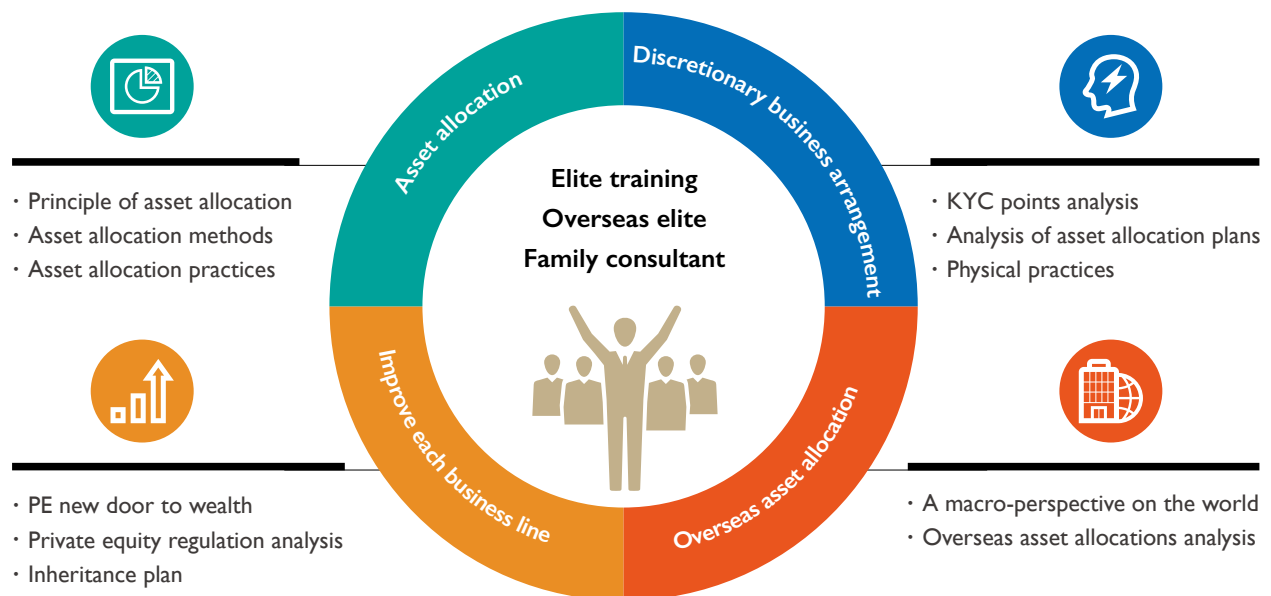 Asset allocation
Discretionary business arrangement
Elite training
Overseas elite
Family consultant
· Principle of asset allocation
· Asset allocation methods
· Asset allocation practices
· KYC points analysis
· Analysis of asset allocation plans
· Physical practices
Improve each business line
Overseas asset allocation
· PE new door to wealth
· Private equity regulation analysis
· Inheritance plan
· A macro-perspective on the world
· Overseas asset allocations analysis